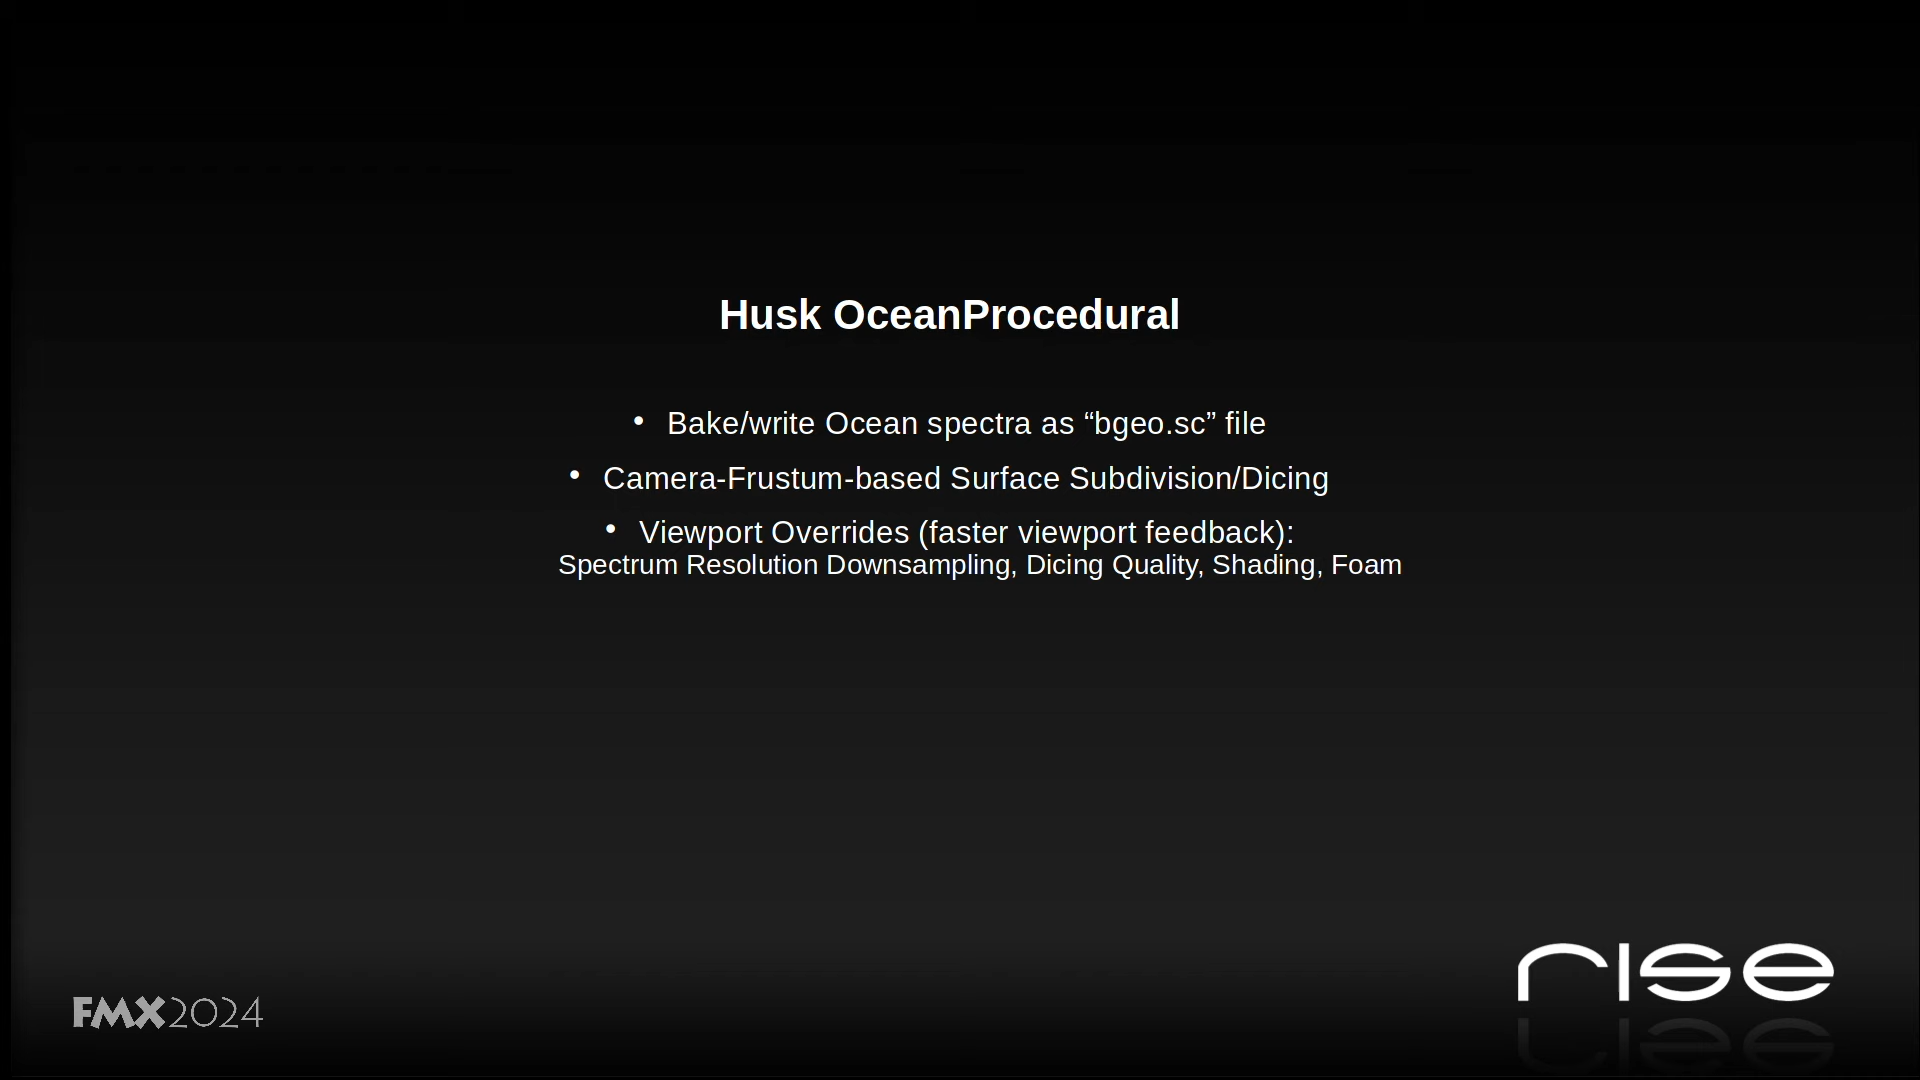 Husk OceanProcedural
• Bake/write Ocean spectra as “bgeo.sc” file
• Camera-Frustum-based Surface Subdivision/Dicing
• Viewport Overrides (faster viewport feedback):
Spectrum Resolution Downsampling, Dicing Quality, Shading, Foam
FMX2024
rise